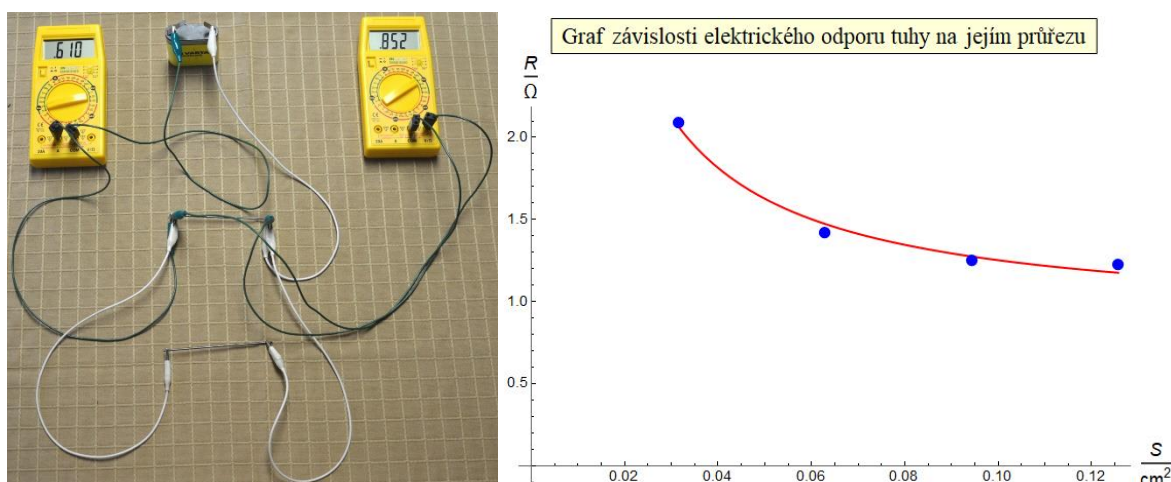 .610
VARTA
.852
Graf závislosti elektrického odporu tuhy na jejím průřezu
R
Ω
2.0
1.5
1.0
0.5
0.02
0.04
0.06
0.08
0.10
0.12
S
cm²